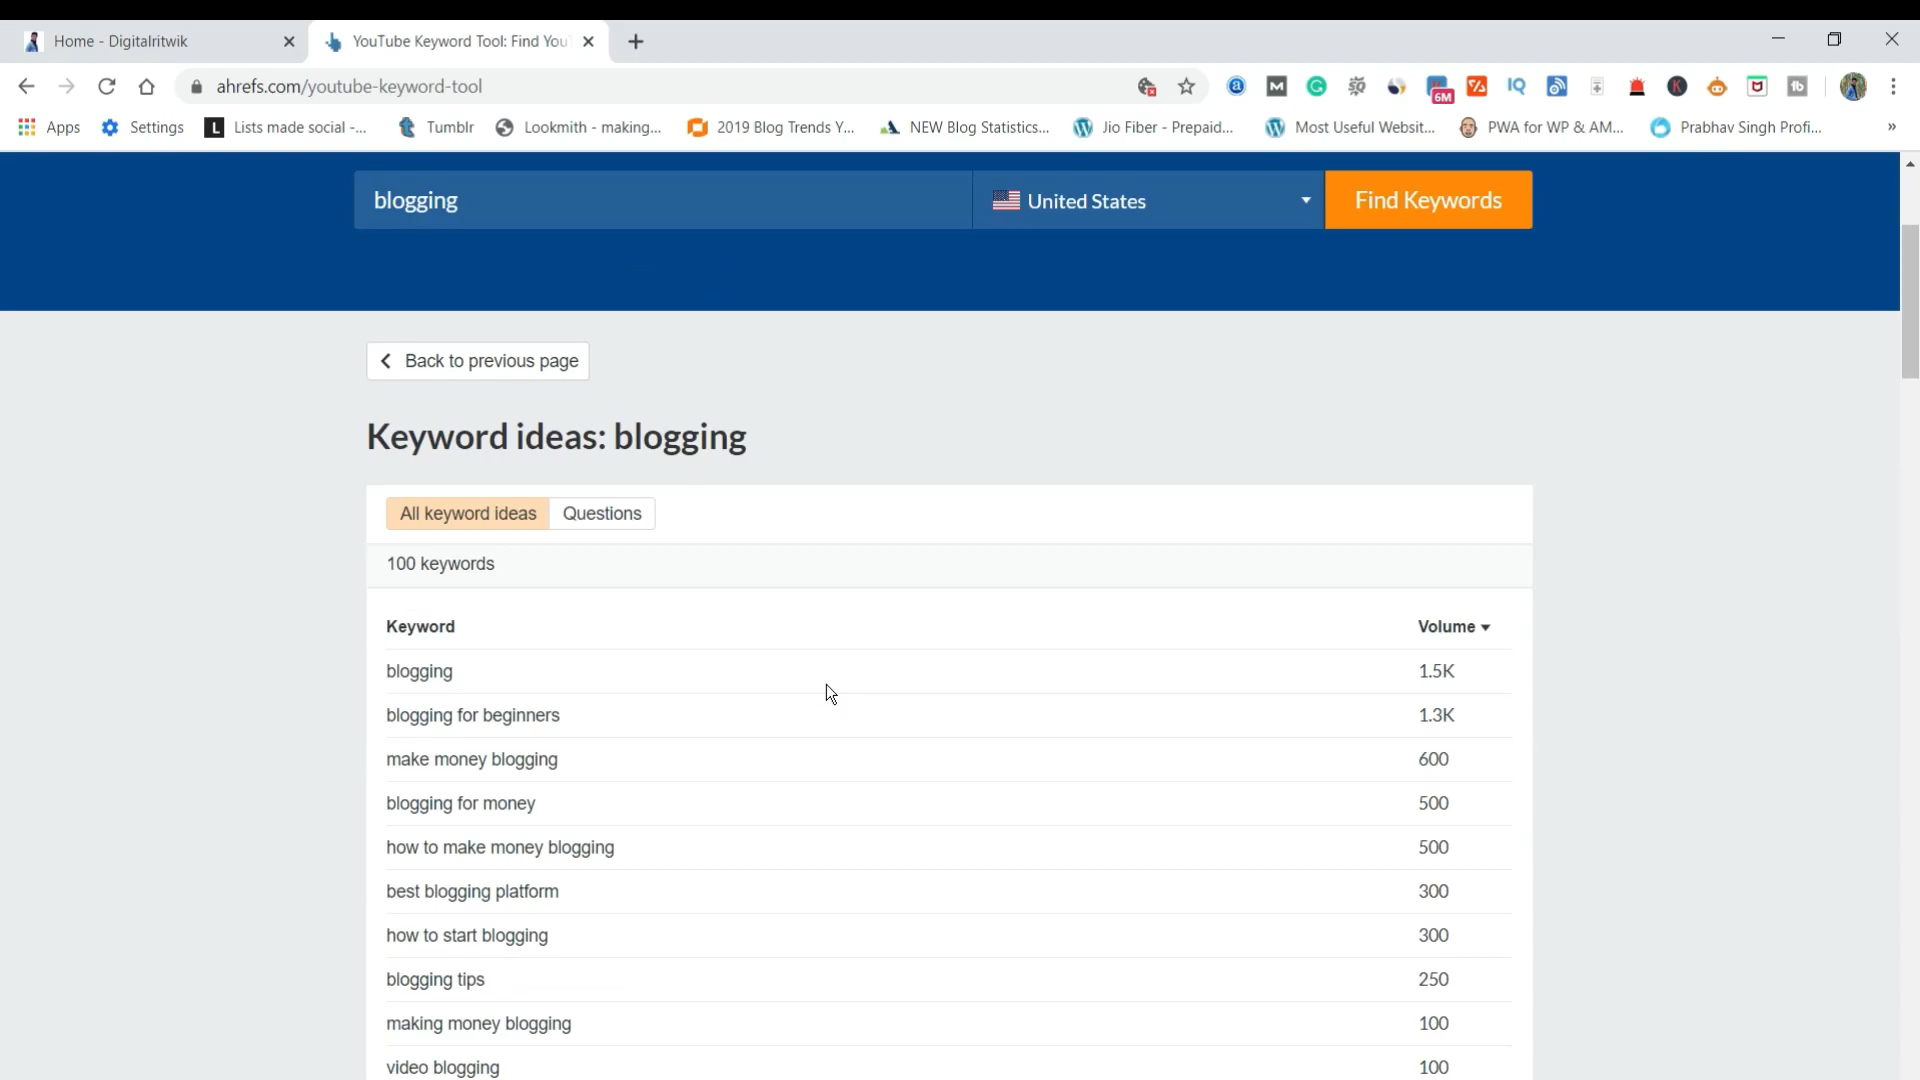 Home - Digitalritwik
YouTube Keyword Tool: Find You
ahrefs.com/youtube-keyword-tool
6M
Apps
Settings
Lists made social -...
Tumblr
Lookmith - making...
2019 Blog Trends Y...
NEW Blog Statistics...
Jio Fiber - Prepaid...
Most Useful Websit...
PWA for WP & AM...
Prabhav Singh Profi...
»
blogging
United States
Find Keywords
Back to previous page
Keyword ideas: blogging
All keyword ideas
Questions
100 keywords
Keyword Volume
blogging 1.5K
blogging for beginners 1.3K
make money blogging 600
blogging for money 500
how to make money blogging 500
best blogging platform 300
how to start blogging 300
blogging tips 250
making money blogging 100
video blogging 100